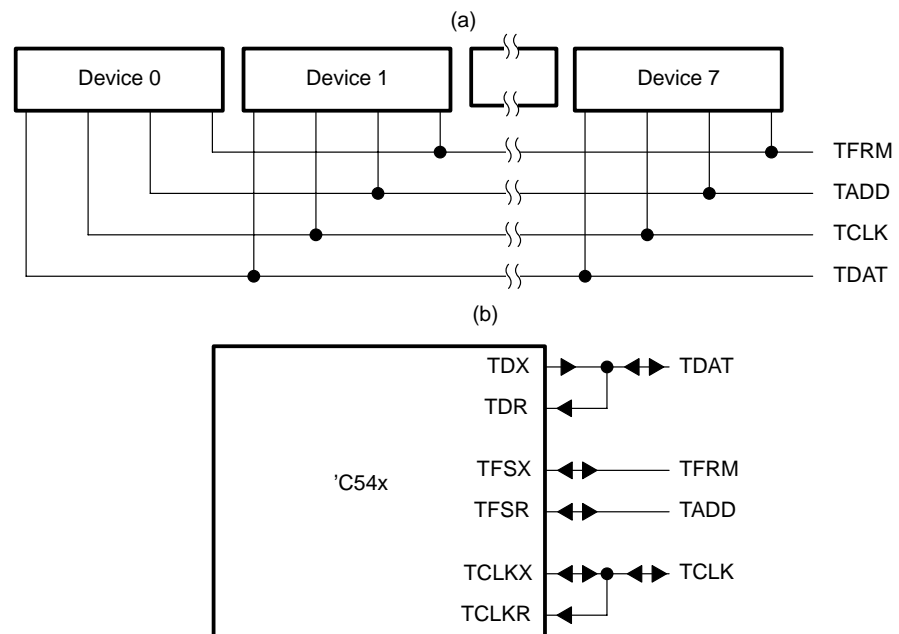 (a)
Device 0
Device 1
Device 7
TFRM
TADD
TCLK
TDAT
(b)
TDX
TDAT
TDR
’C54x
TFSX
TFRM
TFSR
TADD
TCLKX
TCLK
TCLKR